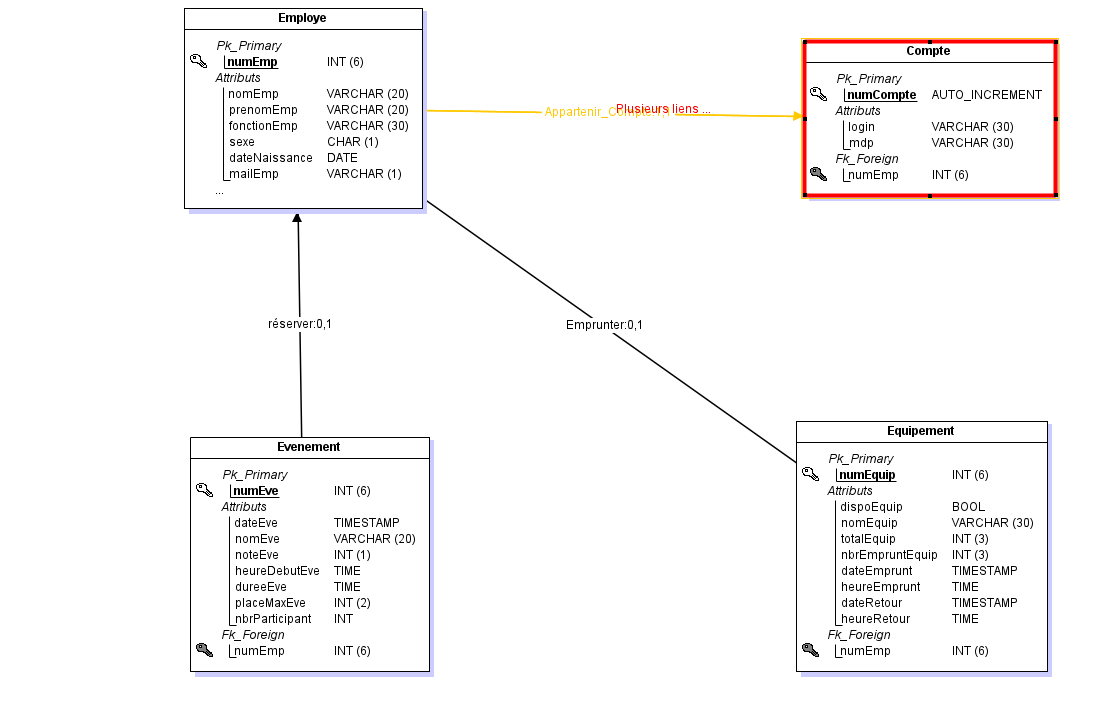 Employe
Pk_Primary
numEmp INT (6)
Attributs
nomEmp VARCHAR (20)
prenomEmp VARCHAR (20)
fonctionEmp VARCHAR (30)
sexe CHAR (1)
dateNaissance DATE
mailEmp VARCHAR (1)
...
Appartenir_Compte:1,1
Plusieurs liens ...
Compte
Pk_Primary
numCompte AUTO_INCREMENT
Attributs
login VARCHAR (30)
mdp VARCHAR (30)
Fk_Foreign
numEmp INT (6)
réserver:0,1
Emprunter:0,1
Evenement
Pk_Primary
numEve INT (6)
Attributs
dateEve TIMESTAMP
nomEve VARCHAR (20)
noteEve INT (1)
heureDebutEve TIME
dureeEve TIME
placeMaxEve INT (2)
nbrParticipant INT
Fk_Foreign
numEmp INT (6)
Equipement
Pk_Primary
numEquip INT (6)
Attributs
dispoEquip BOOL
nomEquip VARCHAR (30)
totalEquip INT (3)
nbrEmpruntEquip INT (3)
dateEmprunt TIMESTAMP
heureEmprunt TIME
dateRetour TIMESTAMP
heureRetour TIME
Fk_Foreign
numEmp INT (6)